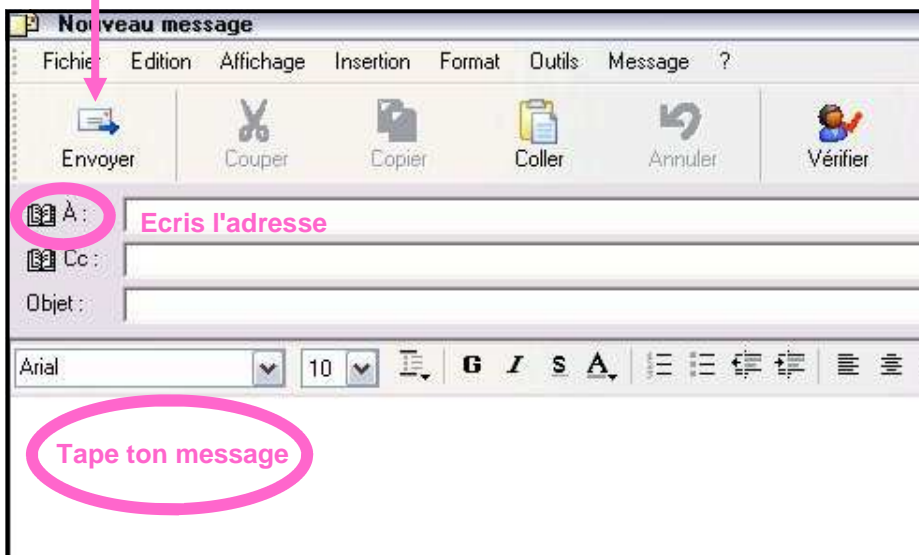 Nouveau message
Fichier Edition Affichage Insertion Format Outils Message ?
Envoyer Couper Copier Coller Annuler Vérifier
À : Ecris l'adresse
Cc :
Objet :
Arial 10 G I S A
Tape ton message